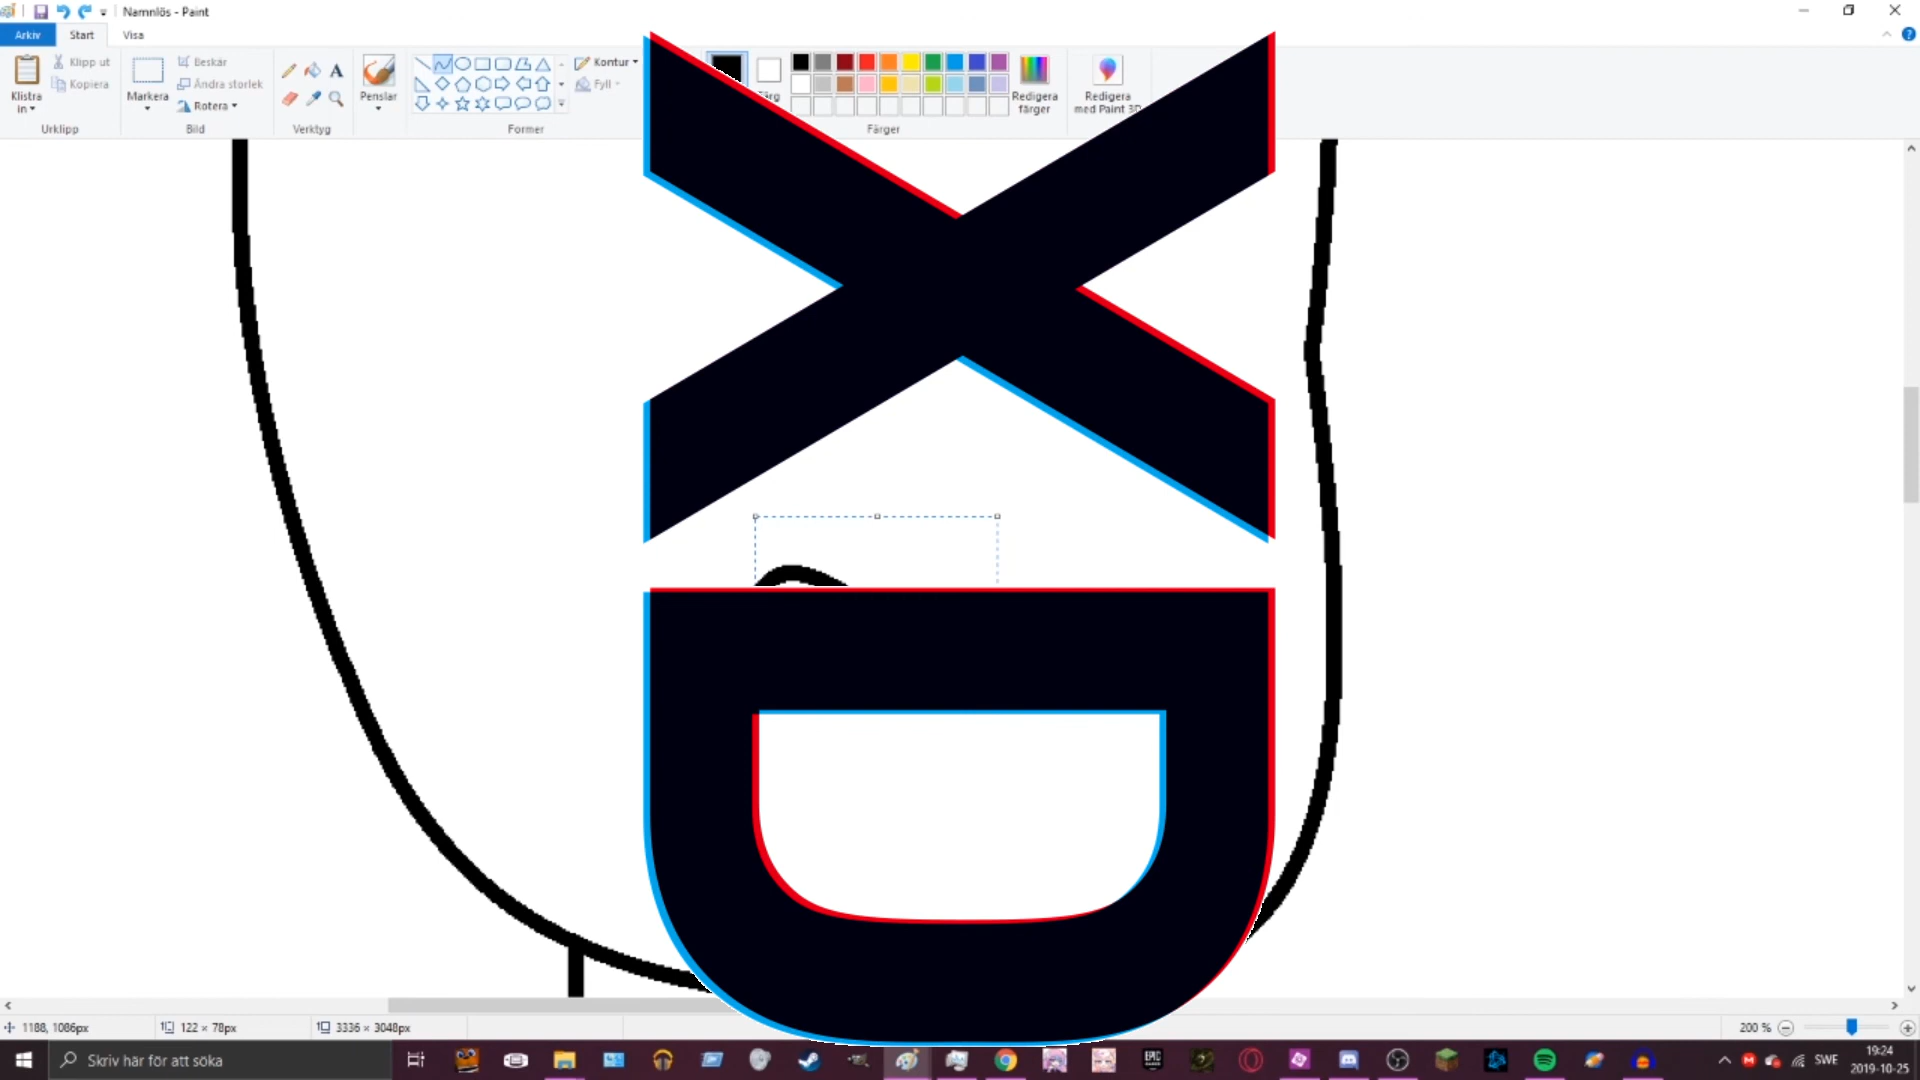 Namnlös - Paint
Arkiv Start Visa
Klistra in
Klipp ut
Kopiera
Urklipp
Markera
Beskär
Ändra storlek
Rotera
Bild
Verktyg
Penslar
Former
Kontur
Fyll
Redigera färger
Färger
Redigera med Paint 3D
XD
1188, 1086px
122 × 78px
3336 × 3048px
200 %
Skriv här för att söka
EPIC GAMES
SWE
19:24
2019-10-25